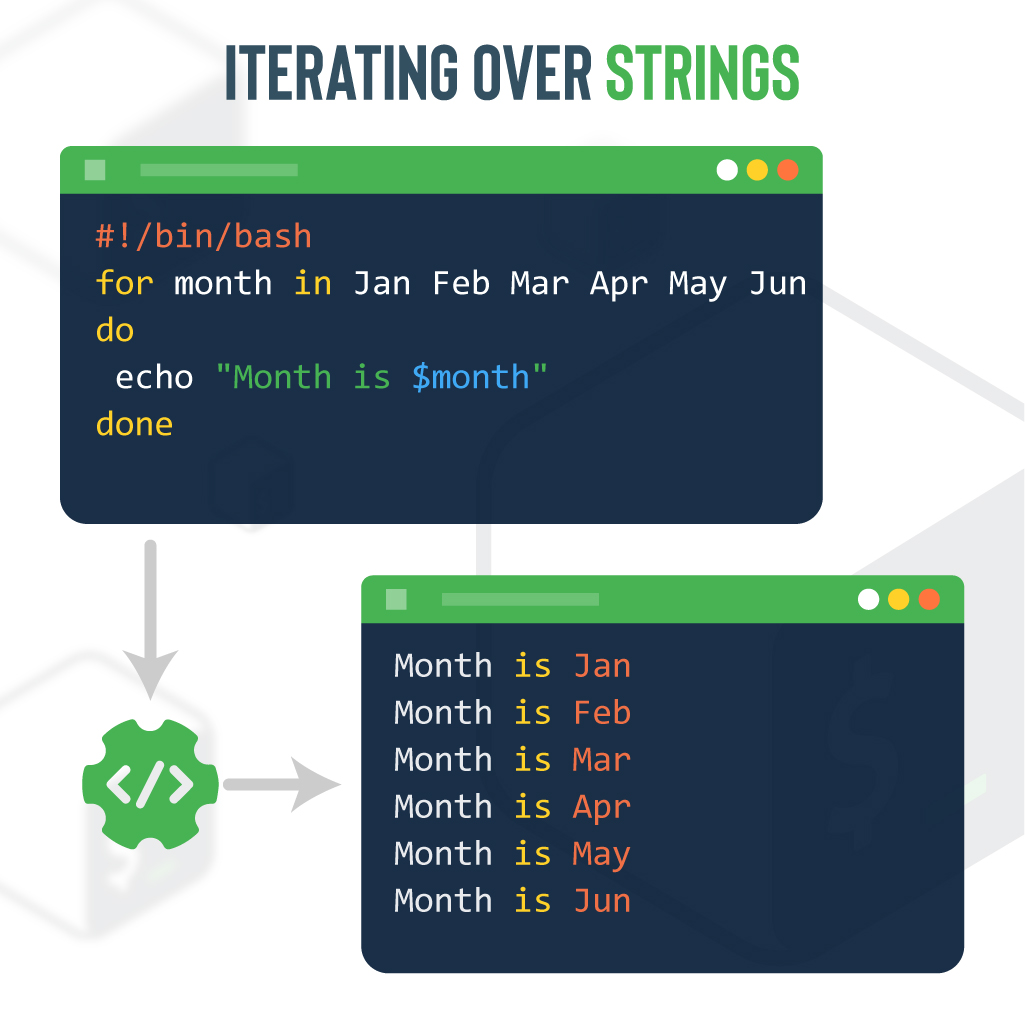 ITERATING OVER STRINGS
#!/bin/bash
for month in Jan Feb Mar Apr May Jun
do
 echo "Month is $month"
done
</>
Month is Jan
Month is Feb
Month is Mar
Month is Apr
Month is May
Month is Jun